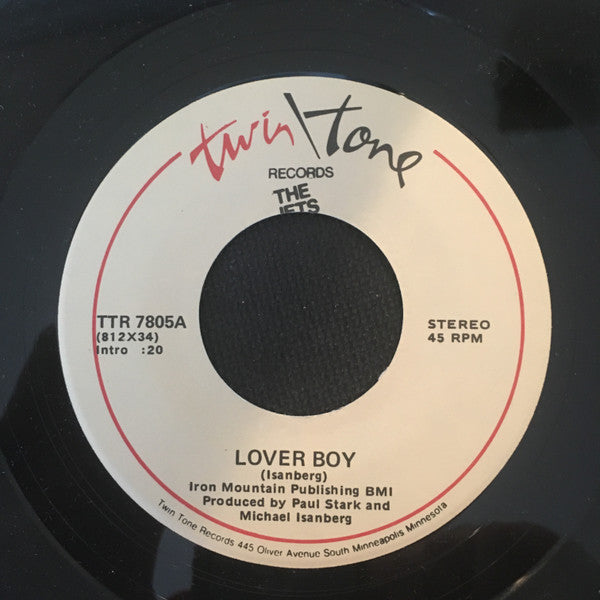 twin\tone
RECORDS
THE
JETS
TTR 7805A
(812X34)
Intro :20
STEREO
45 RPM
LOVER BOY
(Isanberg)
Iron Mountain Publishing BMI
Produced by Paul Stark and
Michael Isanberg
Twin Tone Records 445 Oliver Avenue South Minneapolis Minnesota